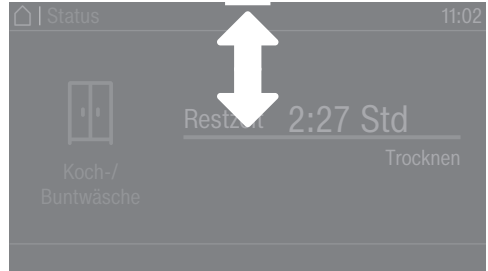 Status 11:02
Restzeit 2:27 Std
Trocknen
Koch-/
Buntwäsche